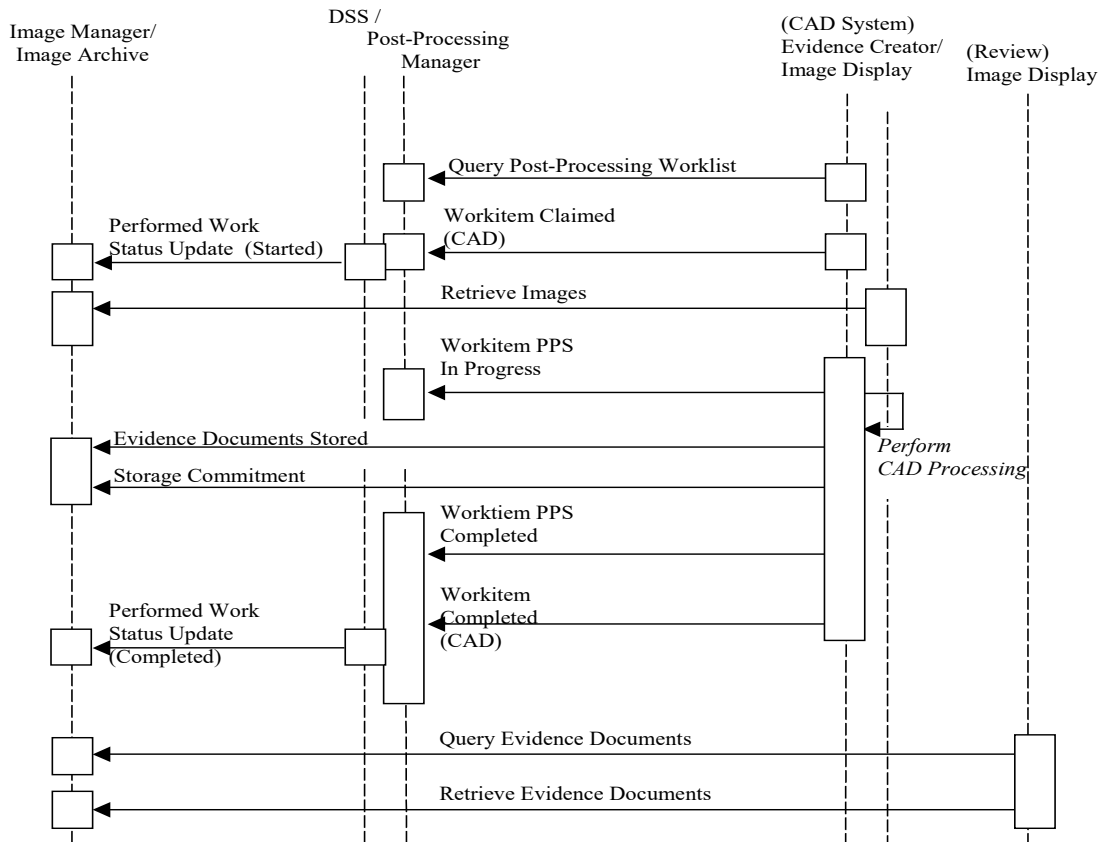 Image Manager/
Image Archive
DSS /
Post-Processing
Manager
(CAD System)
Evidence Creator/
Image Display
(Review)
Image Display
Query Post-Processing Worklist
Performed Work
Status Update (Started)
Workitem Claimed
(CAD)
Retrieve Images
Workitem PPS
In Progress
Evidence Documents Stored
Perform
CAD Processing
Storage Commitment
Worktiem PPS
Completed
Performed Work
Status Update
(Completed)
Workitem
Completed
(CAD)
Query Evidence Documents
Retrieve Evidence Documents